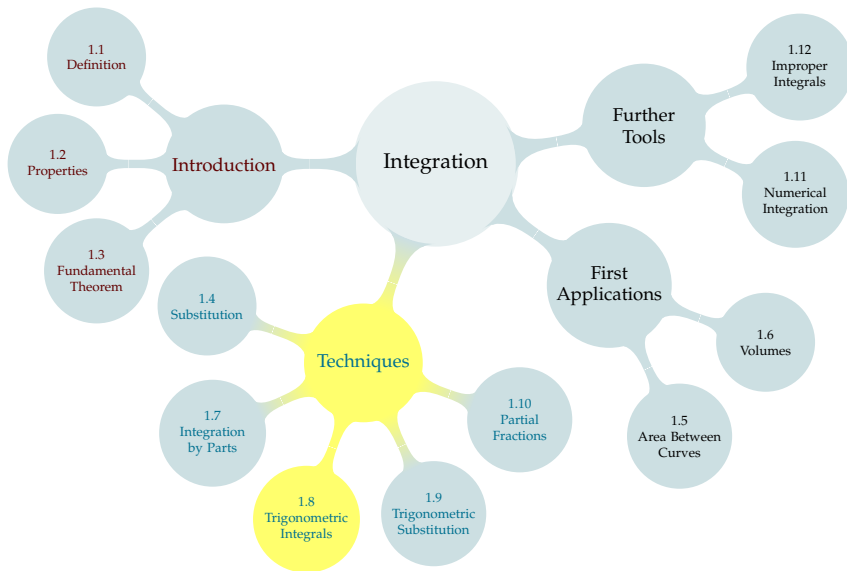 Integration
Introduction
1.1
Definition
1.2
Properties
1.3
Fundamental
Theorem
Techniques
1.4
Substitution
1.7
Integration
by Parts
1.8
Trigonometric
Integrals
1.9
Trigonometric
Substitution
1.10
Partial
Fractions
First
Applications
1.5
Area Between
Curves
1.6
Volumes
Further
Tools
1.11
Numerical
Integration
1.12
Improper
Integrals